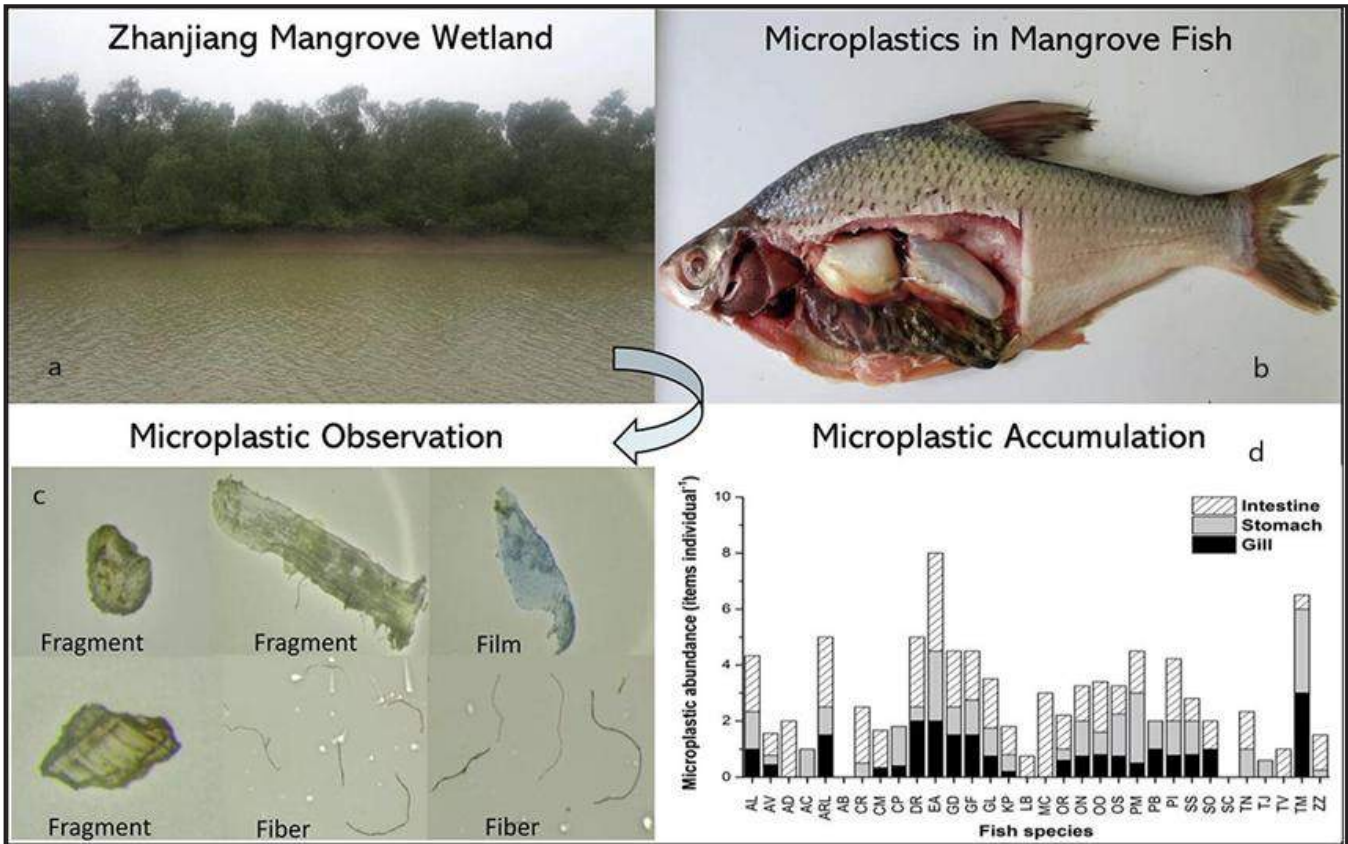 Zhanjiang Mangrove Wetland
a
Microplastics in Mangrove Fish
b
Microplastic Observation
c
Fragment
Fragment
Film
Fragment
Fiber
Fiber
Microplastic Accumulation
d
Microplastic abundance (items individual⁻¹)
10
8
6
4
2
0
Intestine
Stomach
Gill
AL AV AD AC ARL AB CR CM CP DR EA GD GF GL KP LB MC OR ON OO OS PM PB PI SS SO SC TN TJ TV TM ZZ
Fish species